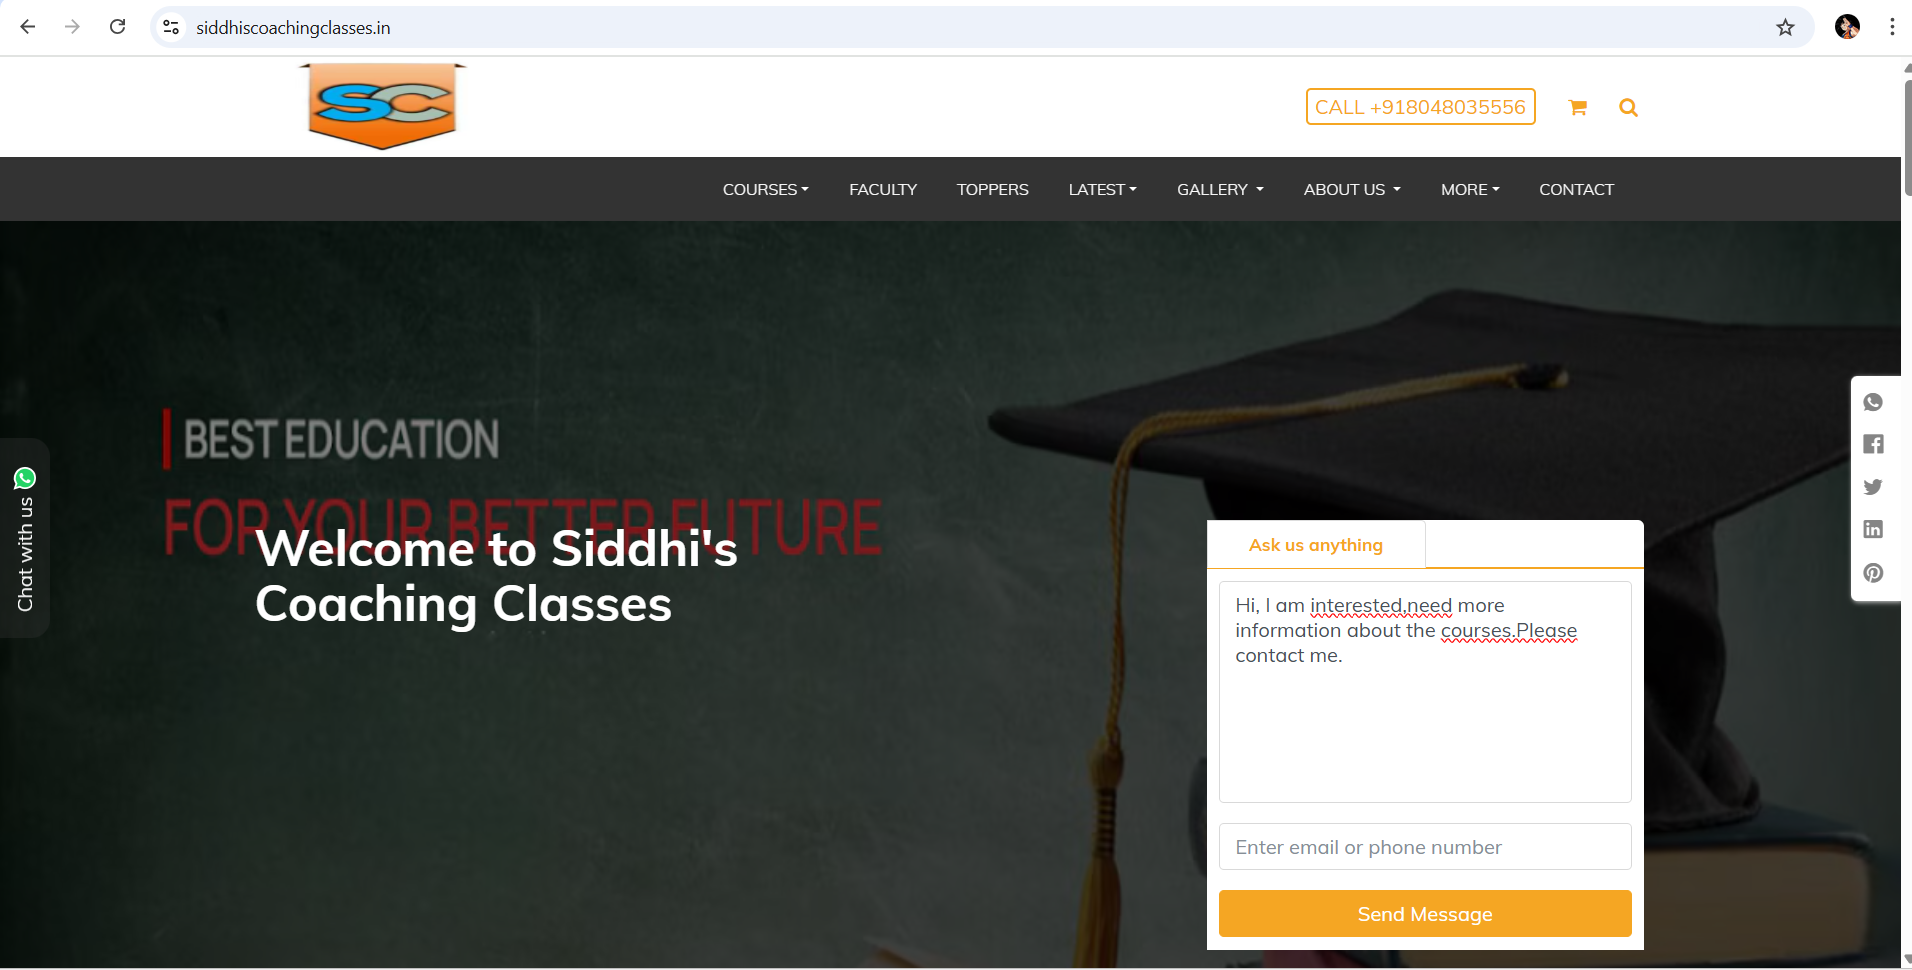 siddhiscoachingclasses.in
SC
CALL +918048035556
COURSES FACULTY TOPPERS LATEST GALLERY ABOUT US MORE CONTACT
BEST EDUCATION
FOR YOUR BETTER FUTURE
Welcome to Siddhi's
Coaching Classes
Chat with us
Ask us anything
Hi, I am interested,need more
information about the courses.Please
contact me.
Enter email or phone number
Send Message